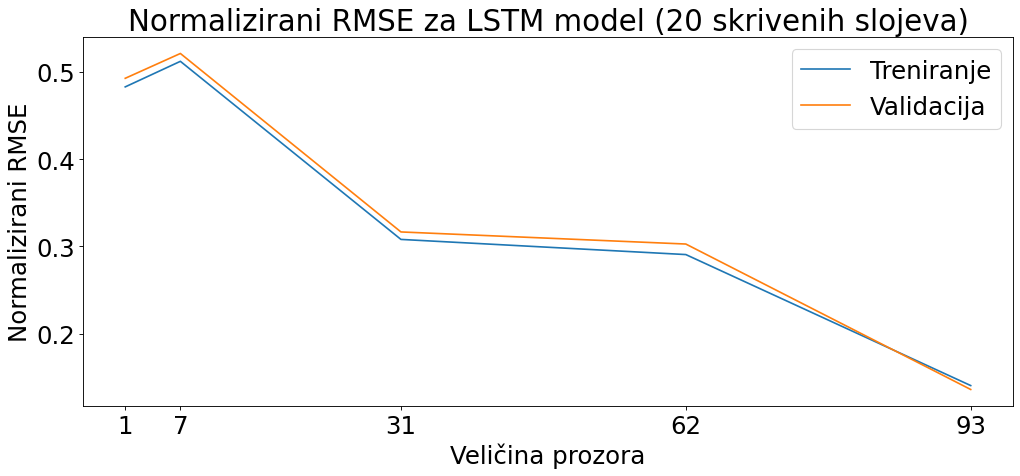 Normalizirani RMSE za LSTM model (20 skrivenih slojeva)
Normalizirani RMSE
0.5
0.4
0.3
0.2
Treniranje
Validacija
1 7 31 62 93
Veličina prozora